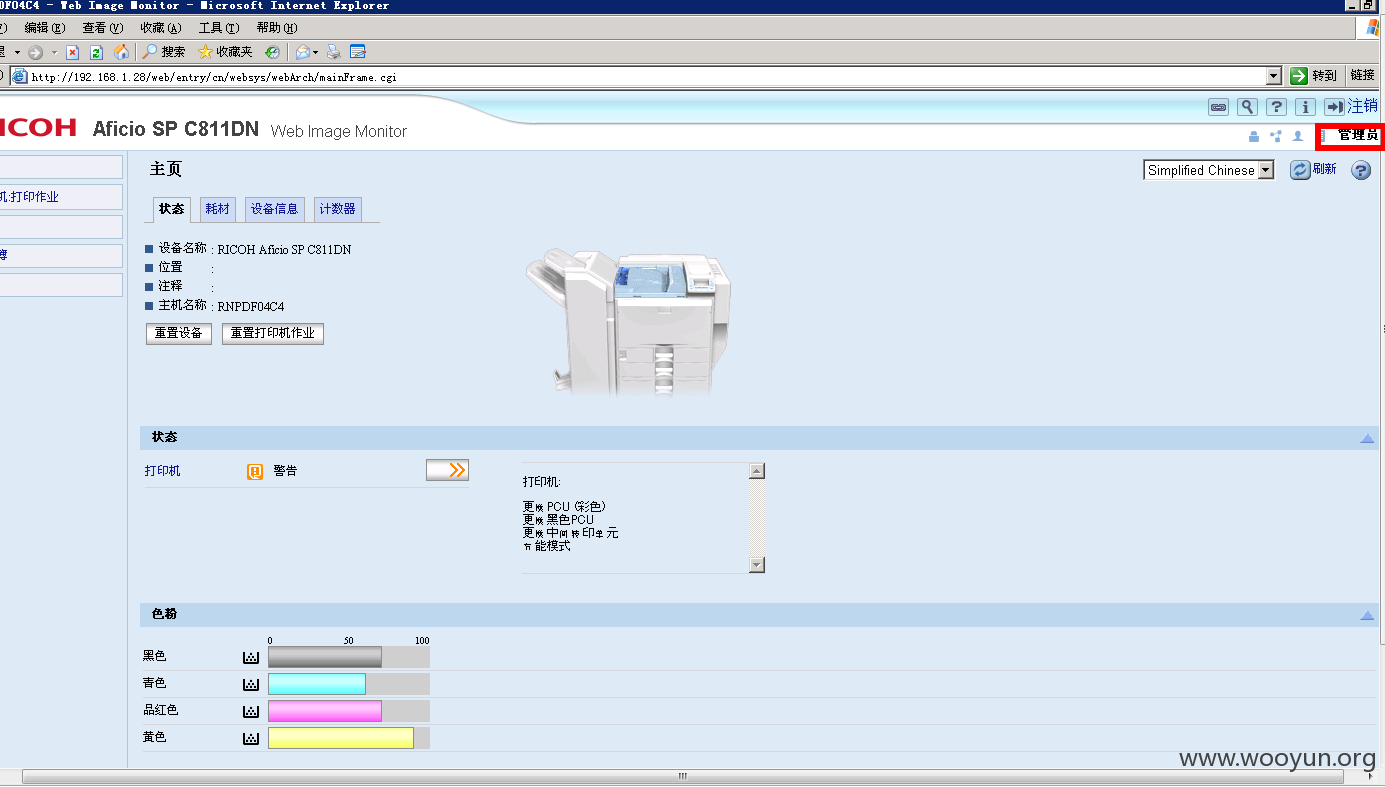 DF04C4 - Web Image Monitor - Microsoft Internet Explorer
编辑(E) 查看(V) 收藏(A) 工具(T) 帮助(H)
搜索 收藏夹
http://192.168.1.28/web/entry/cn/websys/webArch/mainFrame.cgi 转到 链接
注销
ICOH Aficio SP C811DN Web Image Monitor
管理员
主页 Simplified Chinese 刷新
机:打印作业
簿
状态 耗材 设备信息 计数器
设备名称 : RICOH Aficio SP C811DN
位置 :
注释 :
主机名称 : RNPDF04C4
重置设备 重置打印机作业
状态
打印机 警告
打印机:
更换 PCU (彩色)
更换 黑色PCU
更换 中间 转印单元
节能模式
色粉
0 50 100
黑色
青色
品红色
黄色
www.wooyun.org